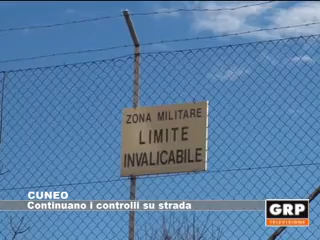 ZONA MILITARE
LIMITE
INVALICABILE
CUNEO
Continuano i controlli su strada
GRP
TELEVISIONE